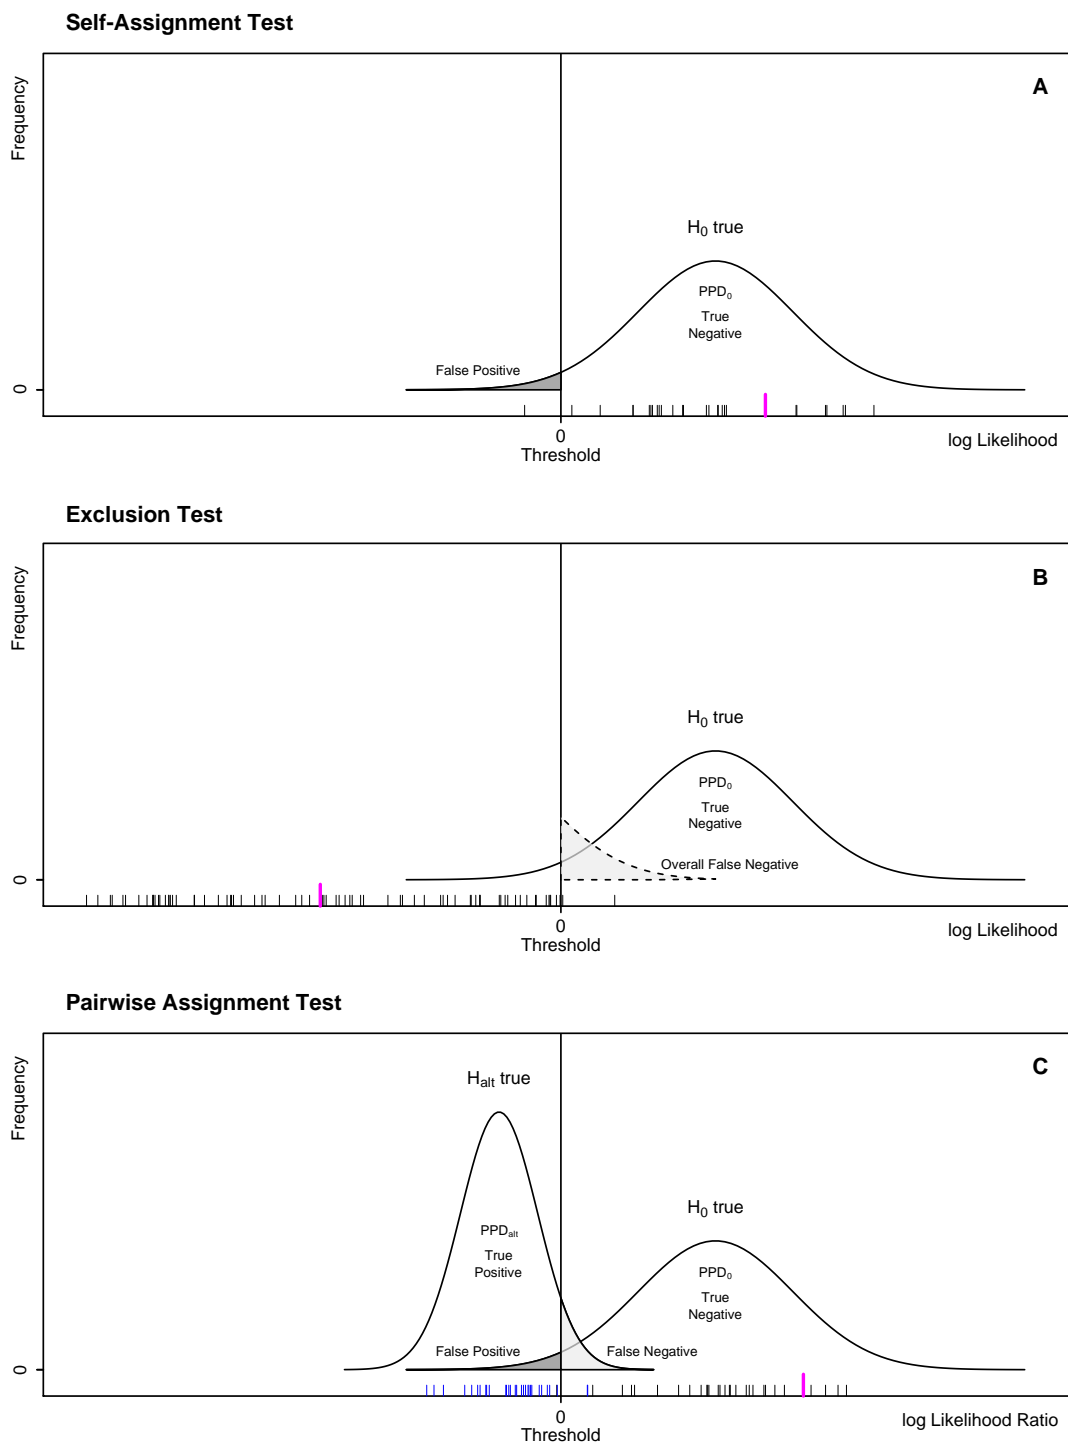 Self-Assignment Test
A
Frequency
H0 true
PPD0
True
Negative
False Positive
0
0
Threshold
log Likelihood
Exclusion Test
B
Frequency
H0 true
PPD0
True
Negative
Overall False Negative
0
0
Threshold
log Likelihood
Pairwise Assignment Test
C
Frequency
Halt true
H0 true
PPDalt
True
Positive
PPD0
True
Negative
False Positive
False Negative
0
0
Threshold
log Likelihood Ratio